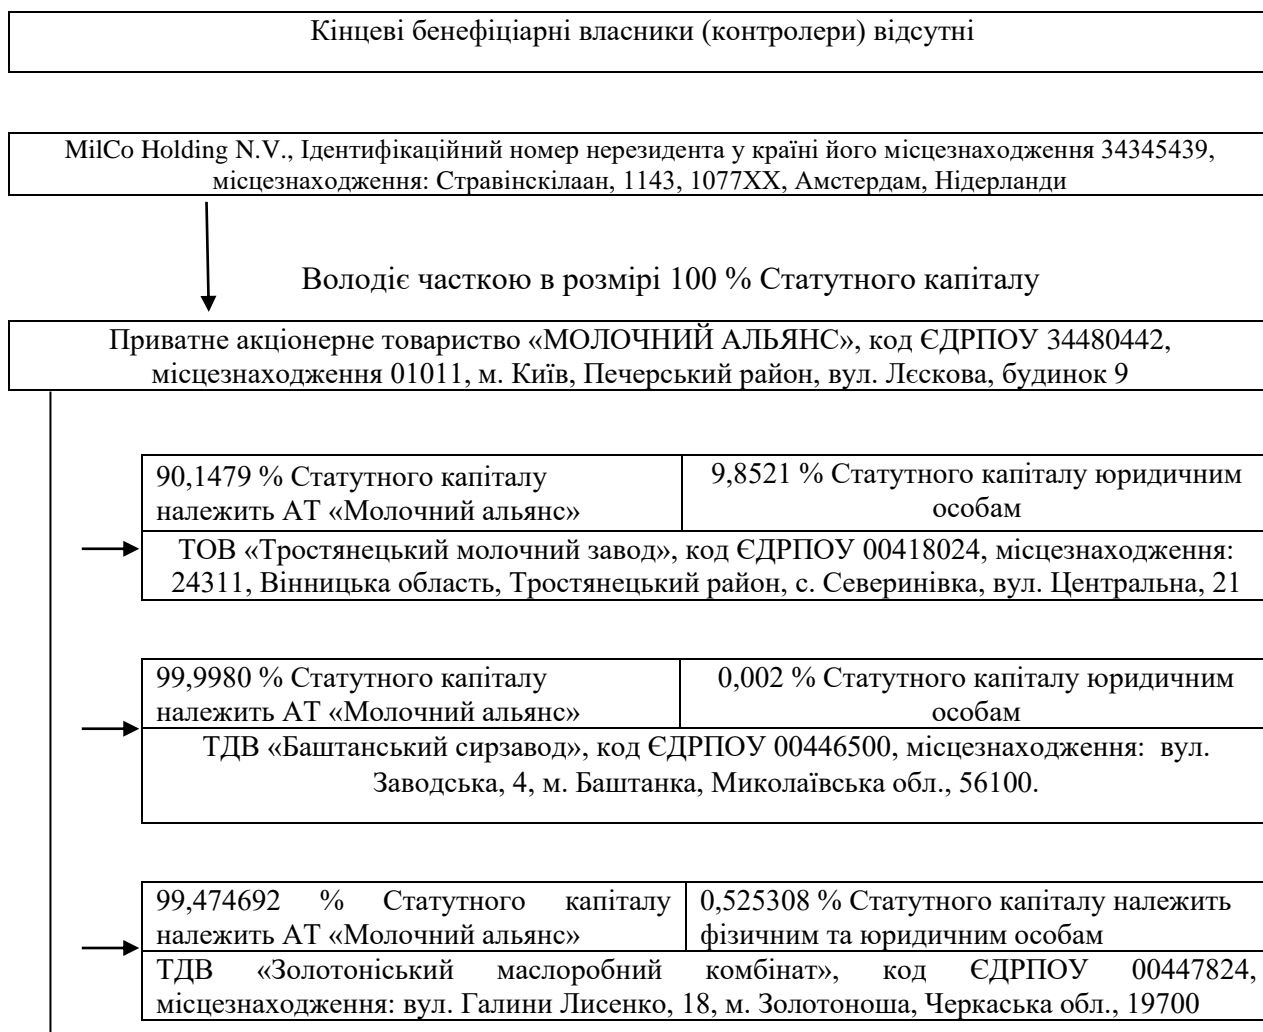 Кінцеві бенефіціарні власники (контролери) відсутні
MilCo Holding N.V., Ідентифікаційний номер нерезидента у країні його місцезнаходження 34345439,
місцезнаходження: Стравінскілаан, 1143, 1077XX, Амстердам, Нідерланди
Володіє часткою в розмірі 100 % Статутного капіталу
Приватне акціонерне товариство «МОЛОЧНИЙ АЛЬЯНС», код ЄДРПОУ 34480442,
місцезнаходження 01011, м. Київ, Печерський район, вул. Лєскова, будинок 9
90,1479 % Статутного капіталу
належить АТ «Молочний альянс»
9,8521 % Статутного капіталу юридичним
особам
ТОВ «Тростянецький молочний завод», код ЄДРПОУ 00418024, місцезнаходження:
24311, Вінницька область, Тростянецький район, с. Северинівка, вул. Центральна, 21
99,9980 % Статутного капіталу
належить АТ «Молочний альянс»
0,002 % Статутного капіталу юридичним
особам
ТДВ «Баштанський сирзавод», код ЄДРПОУ 00446500, місцезнаходження: вул.
Заводська, 4, м. Баштанка, Миколаївська обл., 56100.
99,474692 % Статутного капіталу
належить АТ «Молочний альянс»
0,525308 % Статутного капіталу належить
фізичним та юридичним особам
ТДВ «Золотоніський маслоробний комбінат», код ЄДРПОУ 00447824,
місцезнаходження: вул. Галини Лисенко, 18, м. Золотоноша, Черкаська обл., 19700